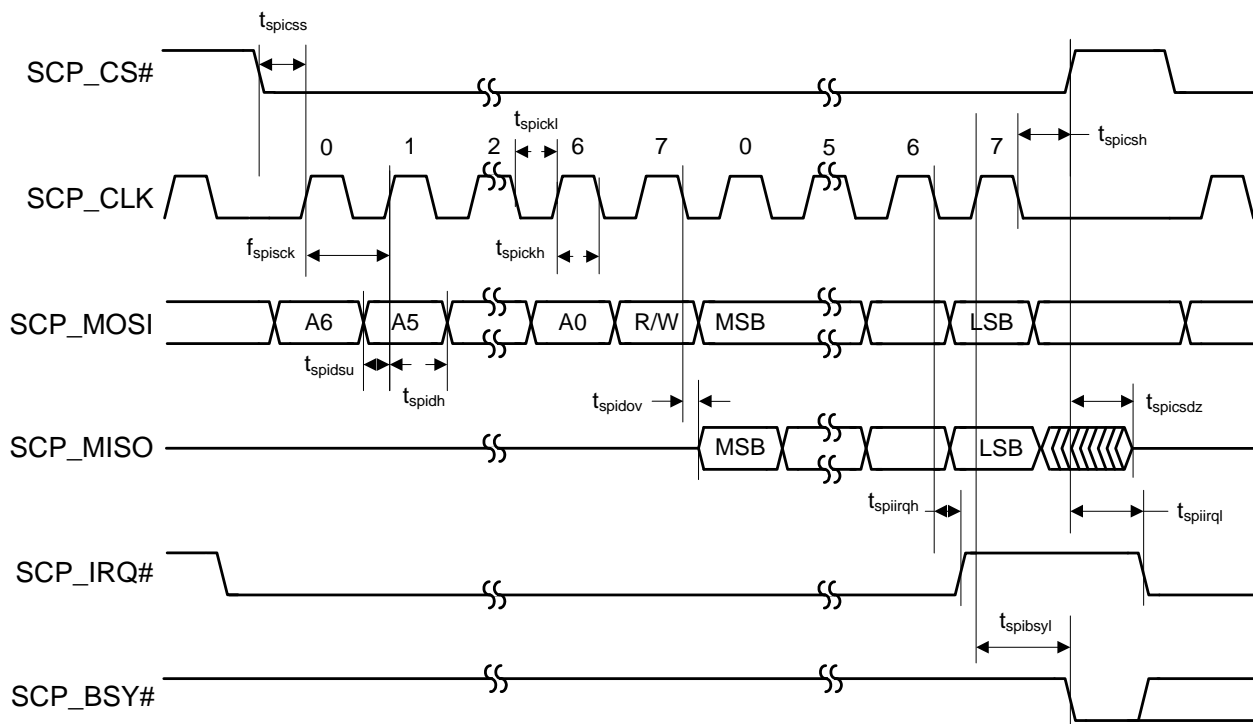 t_spicss
SCP_CS#
t_spickl
t_spicsh
0 1 2 6 7 0 5 6 7
SCP_CLK
f_spisck
t_spickh
SCP_MOSI
A6 A5 A0 R/W MSB LSB
t_spidsu
t_spidh
t_spidov
t_spicsdz
SCP_MISO
MSB LSB
t_spiirqh
t_spiirql
SCP_IRQ#
t_spibsyl
SCP_BSY#